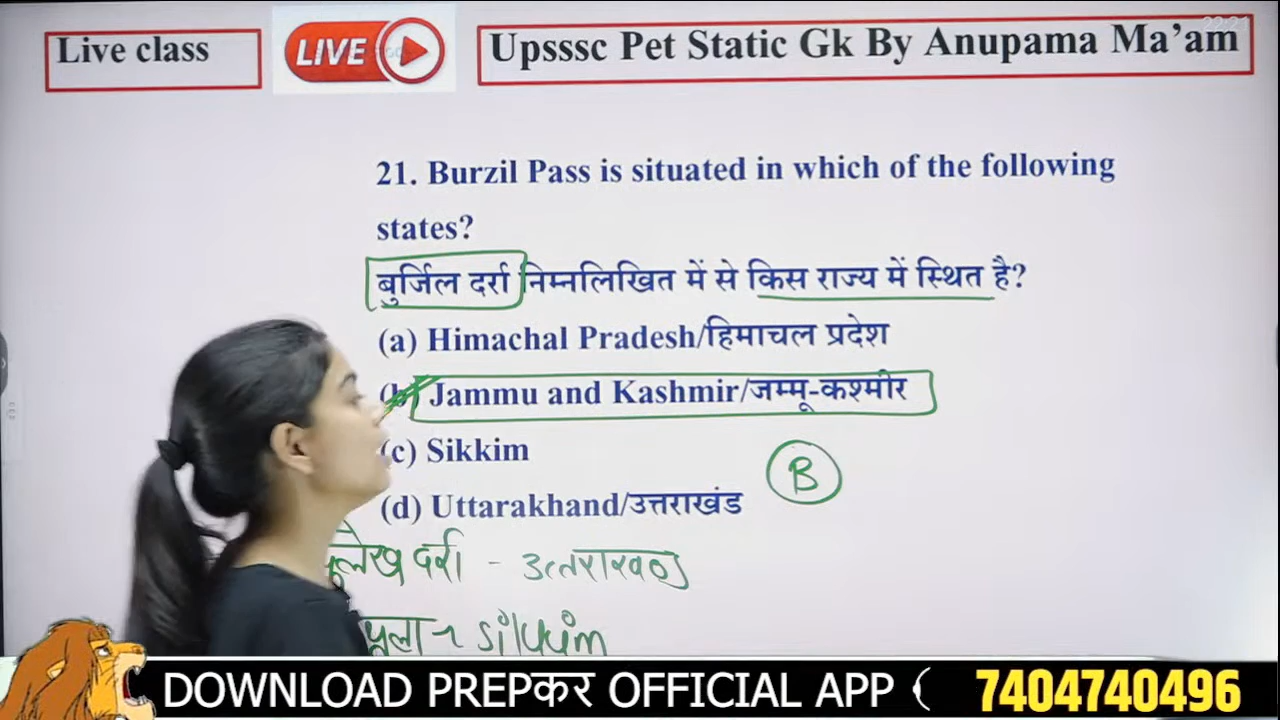 Live class
LIVE
Upsssc Pet Static Gk By Anupama Ma'am
22:21
21. Burzil Pass is situated in which of the following
states?
बुर्जिल दर्रा निम्नलिखित में से किस राज्य में स्थित है?
(a) Himachal Pradesh/हिमाचल प्रदेश
(b) Jammu and Kashmir/जम्मू-कश्मीर
(c) Sikkim
B
(d) Uttarakhand/उत्तराखंड
दर्रा - उत्तराखण्ड
Sikkim
DOWNLOAD PREPकर OFFICIAL APP ( 7404740496